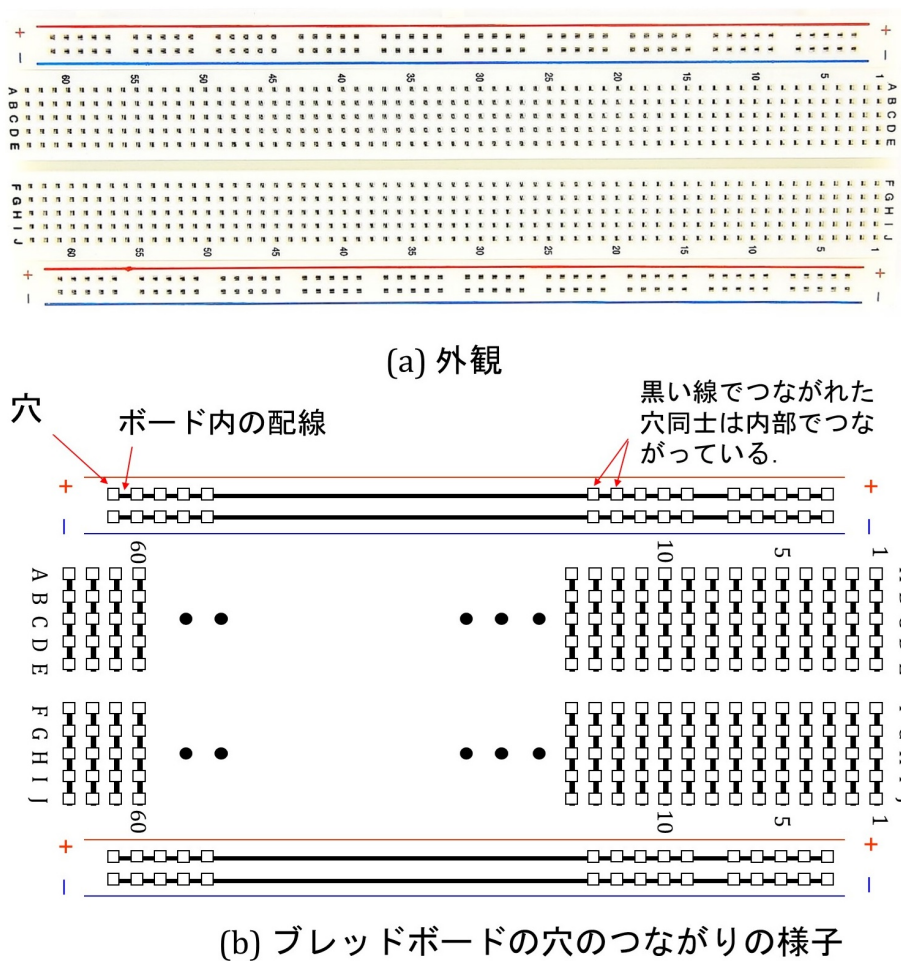 + +
− −
60 55 50 45 40 35 30 25 20 15 10 5 1
A A
B B
C C
D D
E E
F F
G G
H H
I I
J J
60 55 50 45 40 35 30 25 20 15 10 5 1
+ +
− −
(a) 外観
穴
ボード内の配線
黒い線でつながれた
穴同士は内部でつな
がっている.
+ +
− −
60 10 5 1
A
B
C
D
E
F
G
H
I
J
60 10 5 1
+ +
− −
(b) ブレッドボードの穴のつながりの様子